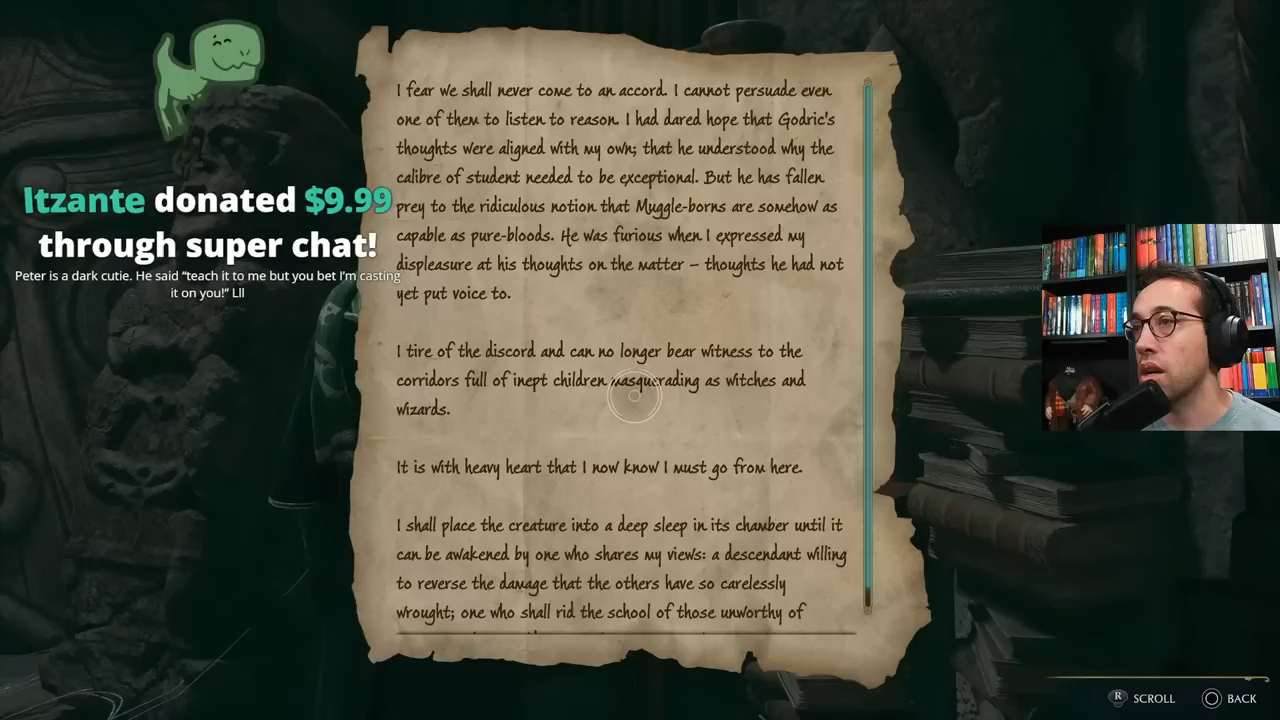 Itzante donated $9.99
through super chat!
Peter is a dark cutie. He said “teach it to me but you bet I’m casting
it on you!” Lll
I fear we shall never come to an accord. I cannot persuade even
one of them to listen to reason. I had dared hope that Godric's
thoughts were aligned with my own; that he understood why the
calibre of student needed to be exceptional. But he has fallen
prey to the ridiculous notion that Muggle-borns are somehow as
capable as pure-bloods. He was furious when I expressed my
displeasure at his thoughts on the matter – thoughts he had not
yet put voice to.
I tire of the discord and can no longer bear witness to the
corridors full of inept children masquerading as witches and
wizards.
It is with heavy heart that I now know I must go from here.
I shall place the creature into a deep sleep in its chamber until it
can be awakened by one who shares my views: a descendant willing
to reverse the damage that the others have so carelessly
wrought; one who shall rid the school of those unworthy of
R SCROLL
BACK